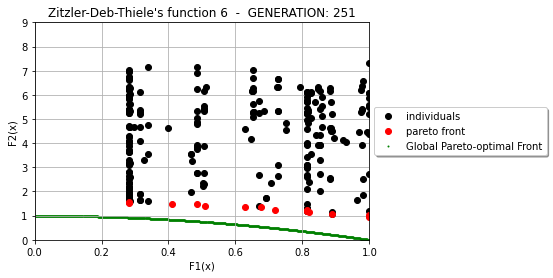 Zitzler-Deb-Thiele's function 6 - GENERATION: 251
9
8
7
6
5
4
3
2
1
0
F2(x)
0.0 0.2 0.4 0.6 0.8 1.0
F1(x)
individuals
pareto front
Global Pareto-optimal Front